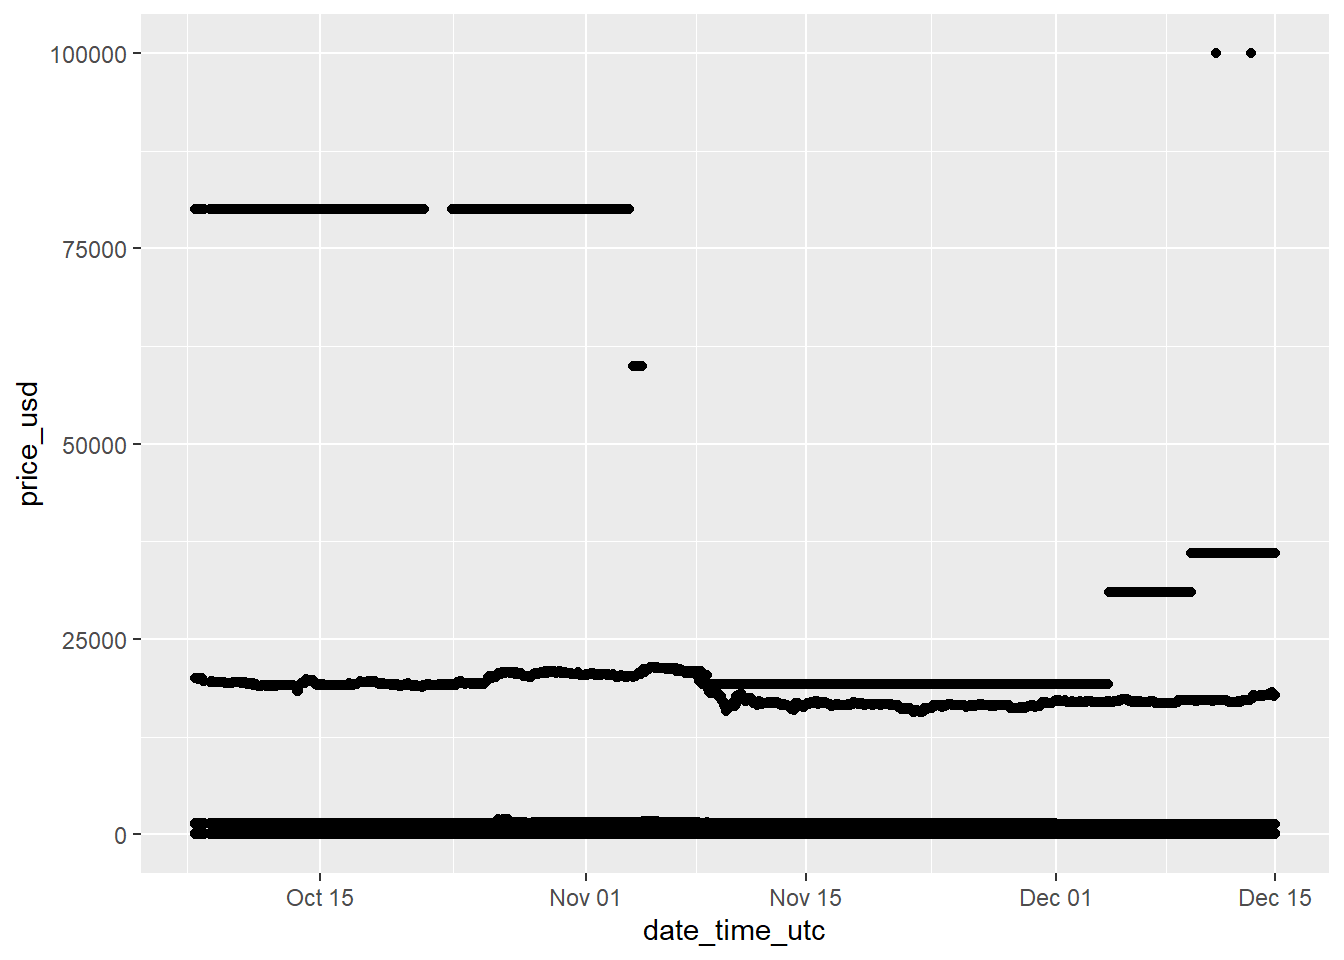 100000
75000
50000
25000
0
price_usd
Oct 15
Nov 01
Nov 15
Dec 01
Dec 15
date_time_utc